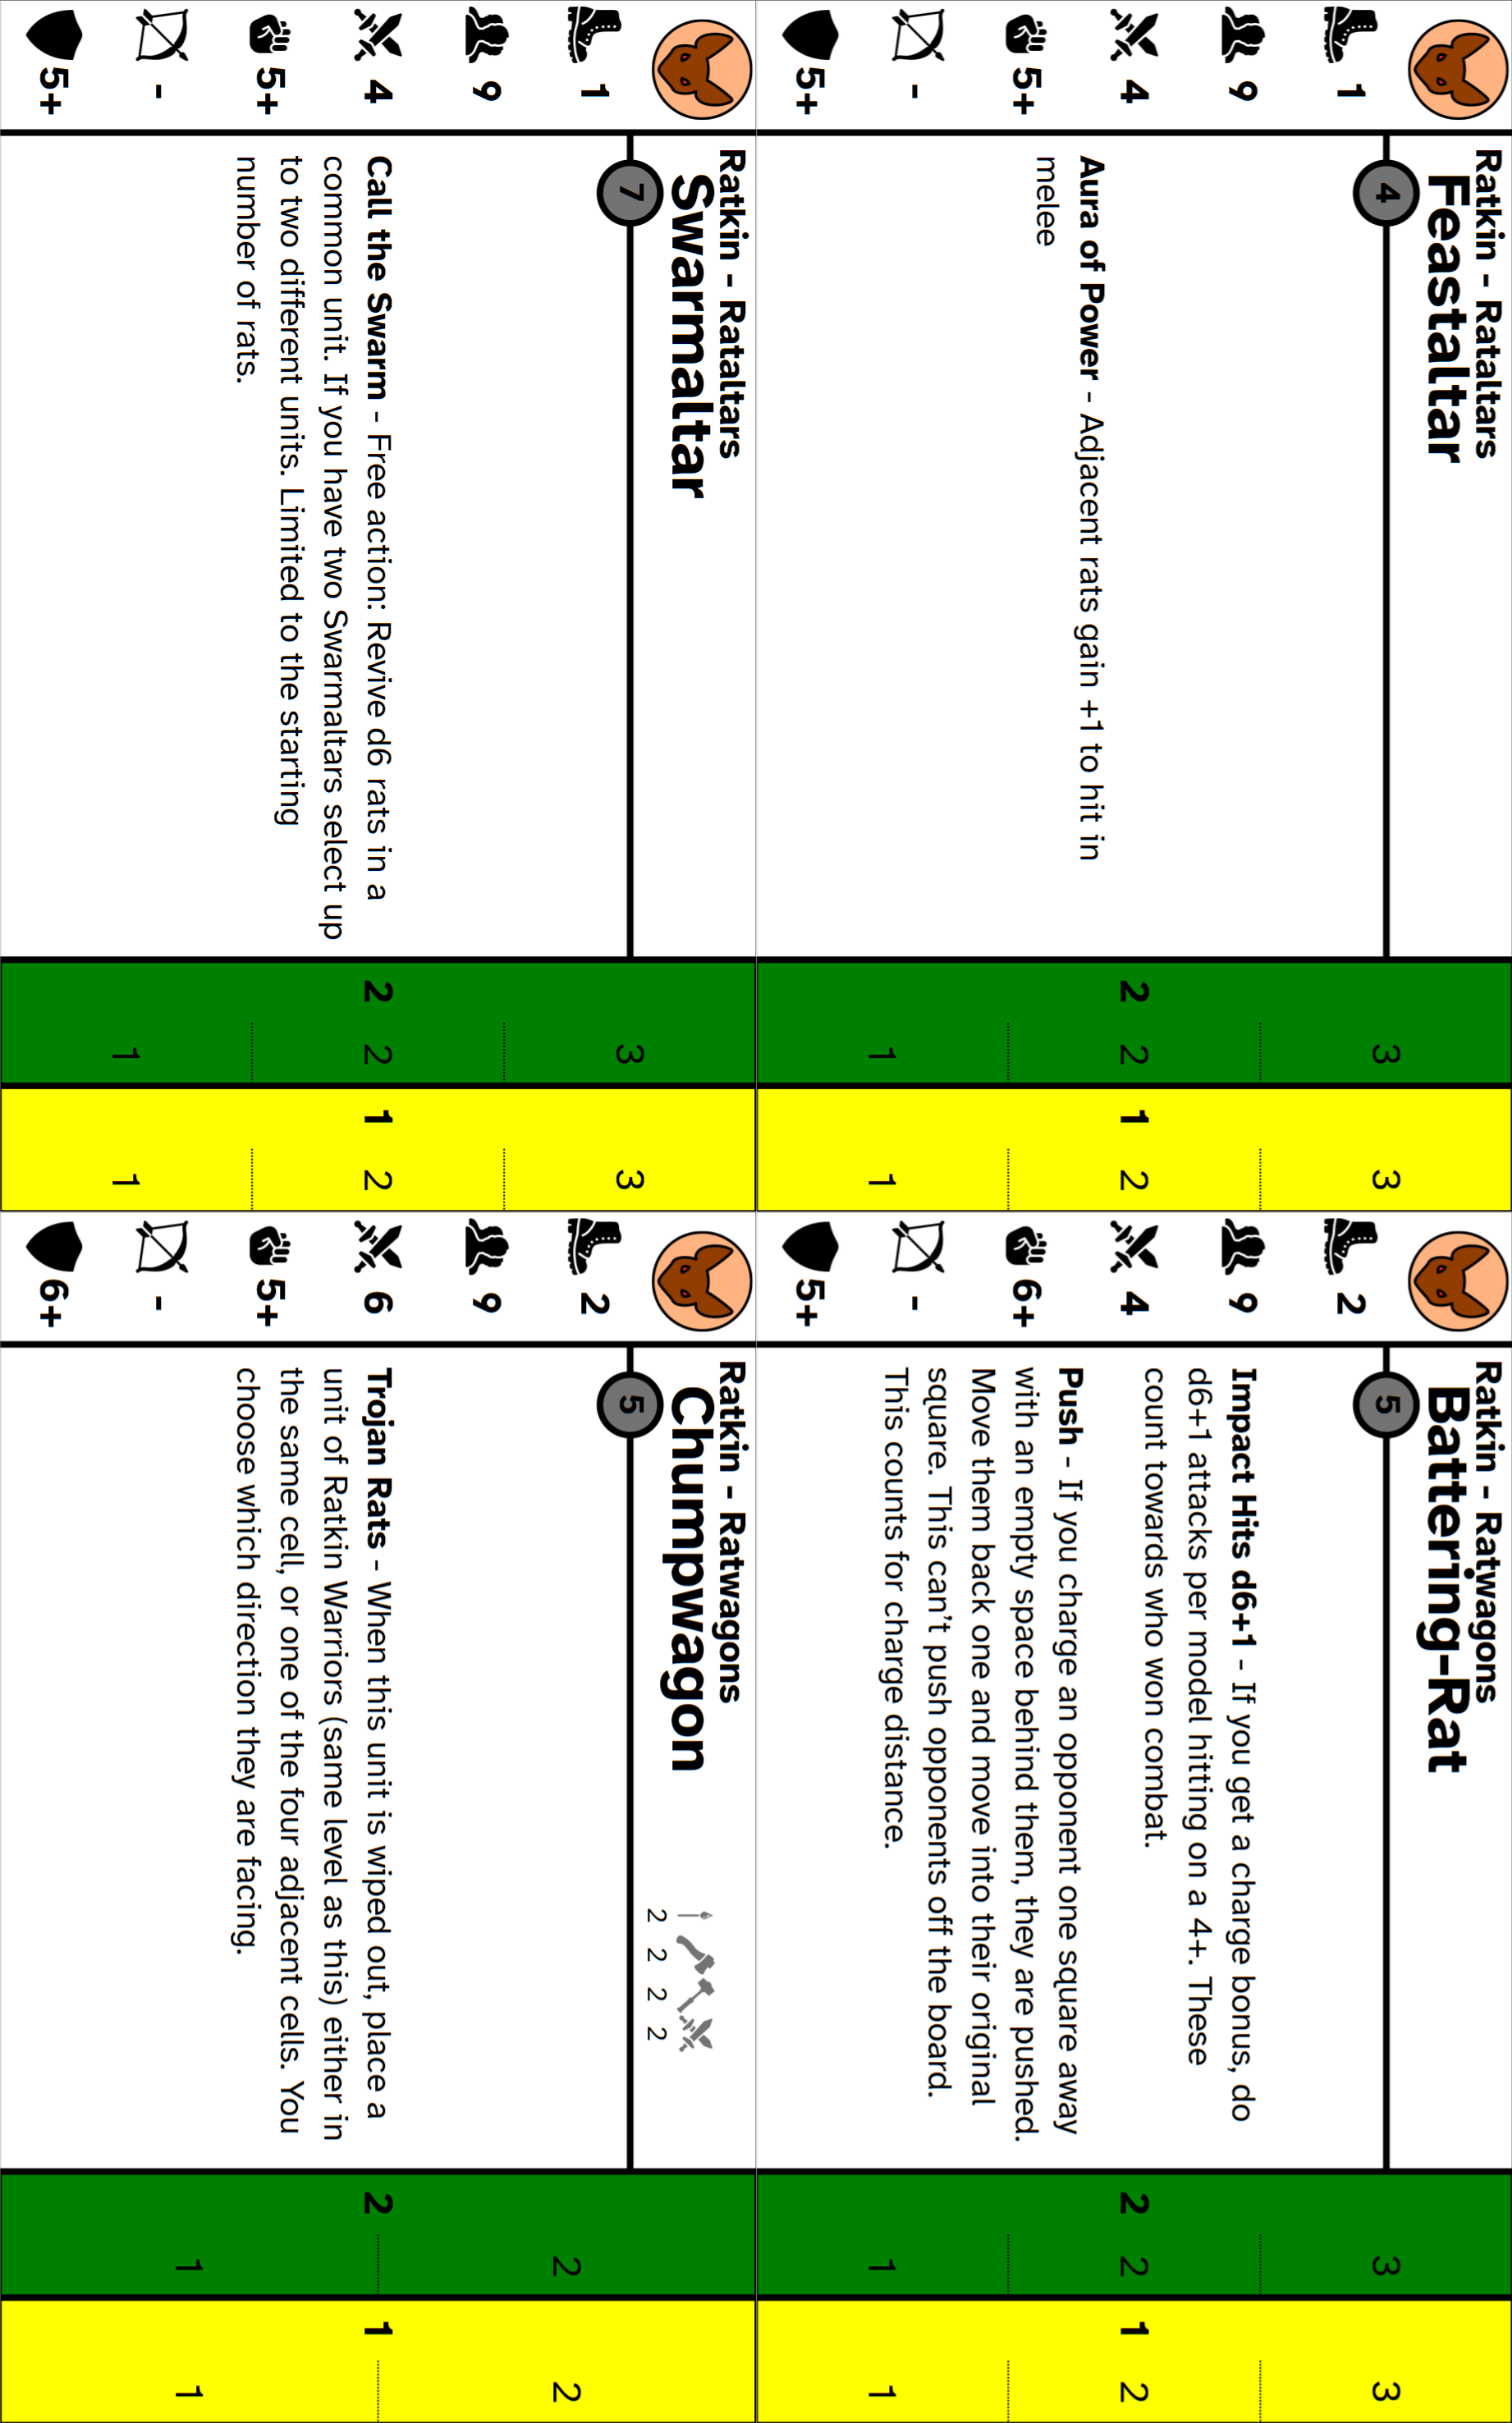 Ratkin - Rataltars
Feastaltar
4
1
9
4
5+
-
5+
Aura of Power - Adjacent rats gain +1 to hit in
melee
2
3
2
1
1
3
2
1
Ratkin - Ratwagons
Battering-Rat
5
2
9
4
6+
-
5+
Impact Hits d6+1 - If you get a charge bonus, do
d6+1 attacks per model hitting on a 4+. These
count towards who won combat.
Push - If you charge an opponent one square away
with an empty space behind them, they are pushed.
Move them back one and move into their original
square. This can't push opponents off the board.
This counts for charge distance.
2
3
2
1
1
3
2
1
Ratkin - Rataltars
Swarmaltar
7
1
9
4
5+
-
5+
Call the Swarm - Free action: Revive d6 rats in a
common unit. If you have two Swarmaltars select up
to two different units. Limited to the starting
number of rats.
2
3
2
1
1
3
2
1
Ratkin - Ratwagons
Chumpwagon
2 2 2 2
5
2
9
6
5+
-
6+
Trojan Rats - When this unit is wiped out, place a
unit of Ratkin Warriors (same level as this) either in
the same cell, or one of the four adjacent cells. You
choose which direction they are facing.
2
2
1
1
2
1